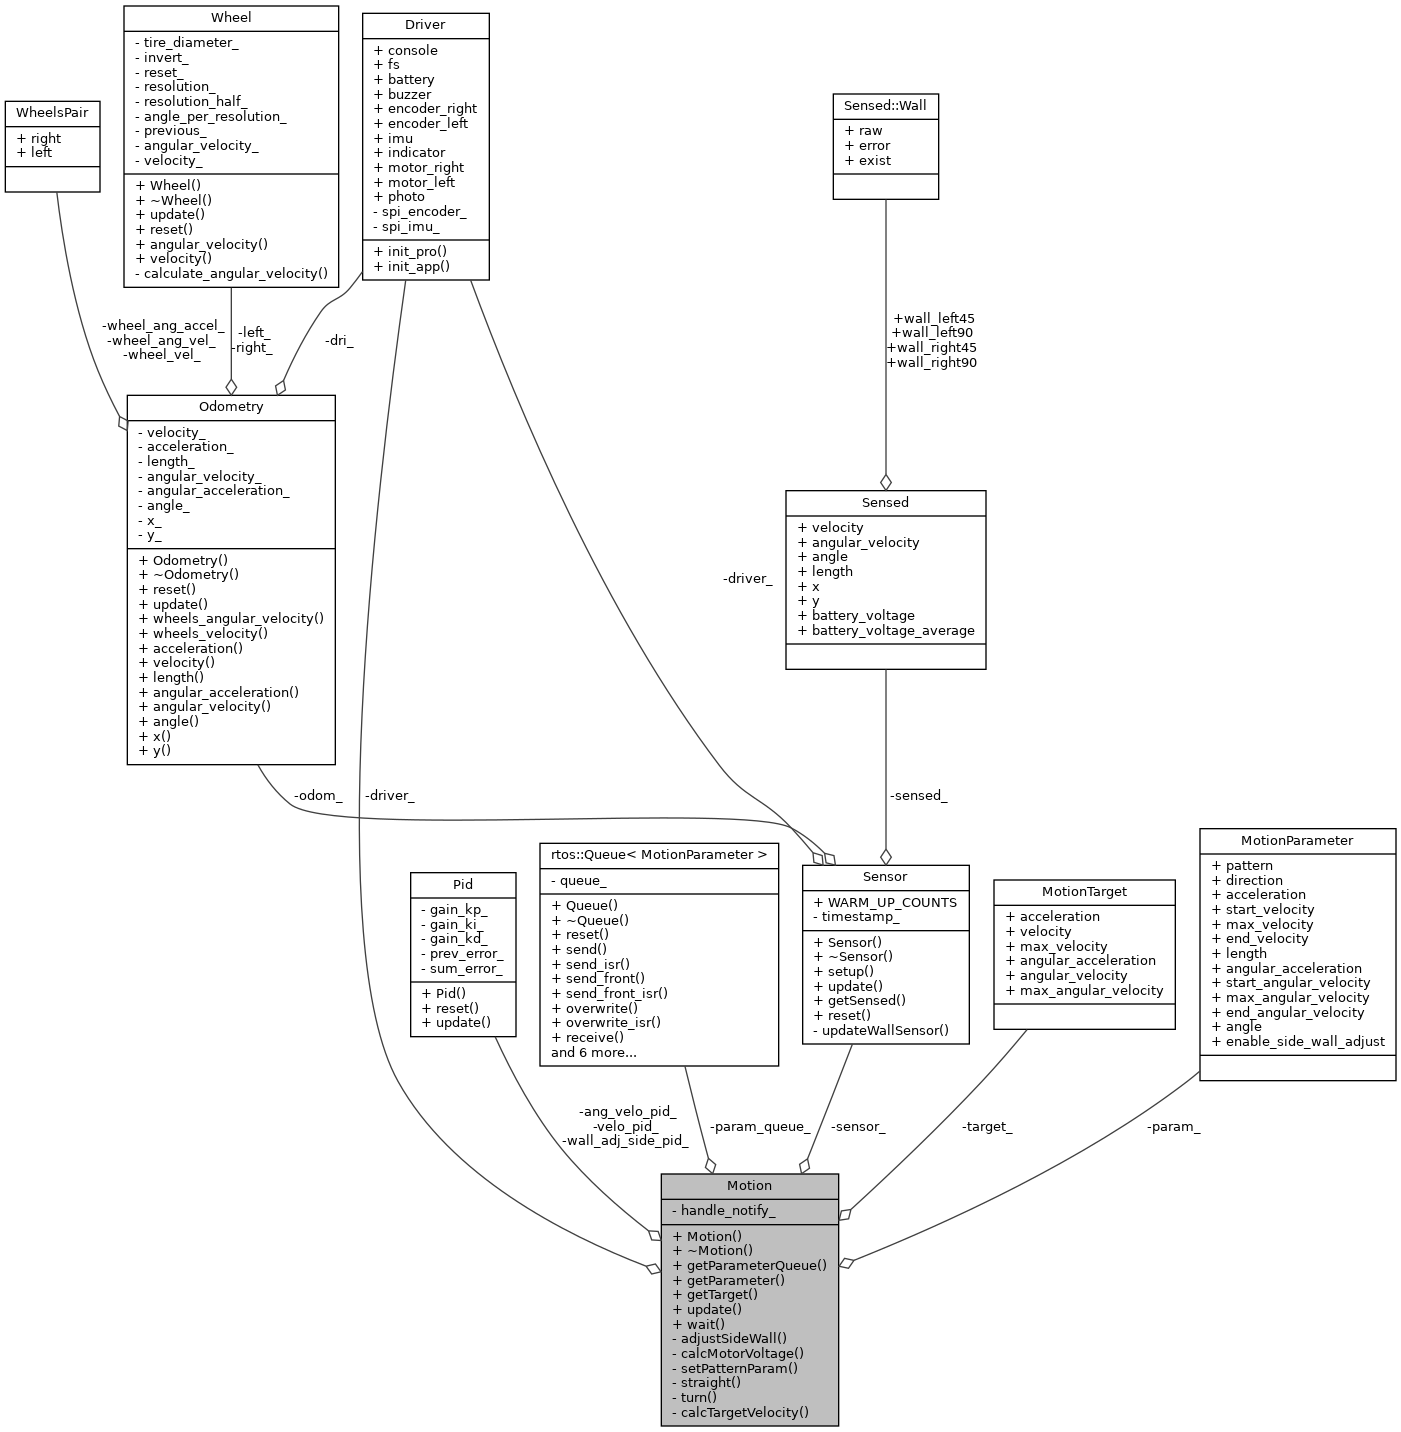 Wheel
- tire_diameter_
- invert_
- reset_
- resolution_
- resolution_half_
- angle_per_resolution_
- previous_
- angular_velocity_
- velocity_
+ Wheel()
+ ~Wheel()
+ update()
+ reset()
+ angular_velocity()
+ velocity()
- calculate_angular_velocity()
Driver
+ console
+ fs
+ battery
+ buzzer
+ encoder_right
+ encoder_left
+ imu
+ indicator
+ motor_right
+ motor_left
+ photo
- spi_encoder_
- spi_imu_
+ init_pro()
+ init_app()
WheelsPair
+ right
+ left
Sensed::Wall
+ raw
+ error
+ exist
-wheel_ang_accel_
-wheel_ang_vel_
-wheel_vel_
-left_
-right_
-dri_
+wall_left45
+wall_left90
+wall_right45
+wall_right90
Odometry
- velocity_
- acceleration_
- length_
- angular_velocity_
- angular_acceleration_
- angle_
- x_
- y_
+ Odometry()
+ ~Odometry()
+ reset()
+ update()
+ wheels_angular_velocity()
+ wheels_velocity()
+ acceleration()
+ velocity()
+ length()
+ angular_acceleration()
+ angular_velocity()
+ angle()
+ x()
+ y()
-driver_
Sensed
+ velocity
+ angular_velocity
+ angle
+ length
+ x
+ y
+ battery_voltage
+ battery_voltage_average
-odom_
-driver_
-sensed_
Pid
- gain_kp_
- gain_ki_
- gain_kd_
- prev_error_
- sum_error_
+ Pid()
+ reset()
+ update()
rtos::Queue< MotionParameter >
- queue_
+ Queue()
+ ~Queue()
+ reset()
+ send()
+ send_isr()
+ send_front()
+ send_front_isr()
+ overwrite()
+ overwrite_isr()
+ receive()
and 6 more...
Sensor
+ WARM_UP_COUNTS
- timestamp_
+ Sensor()
+ ~Sensor()
+ setup()
+ update()
+ getSensed()
+ reset()
- updateWallSensor()
MotionTarget
+ acceleration
+ velocity
+ max_velocity
+ angular_acceleration
+ angular_velocity
+ max_angular_velocity
MotionParameter
+ pattern
+ direction
+ acceleration
+ start_velocity
+ max_velocity
+ end_velocity
+ length
+ angular_acceleration
+ start_angular_velocity
+ max_angular_velocity
+ end_angular_velocity
+ angle
+ enable_side_wall_adjust
-ang_velo_pid_
-velo_pid_
-wall_adj_side_pid_
-param_queue_
-sensor_
-target_
-param_
Motion
- handle_notify_
+ Motion()
+ ~Motion()
+ getParameterQueue()
+ getParameter()
+ getTarget()
+ update()
+ wait()
- adjustSideWall()
- calcMotorVoltage()
- setPatternParam()
- straight()
- turn()
- calcTargetVelocity()